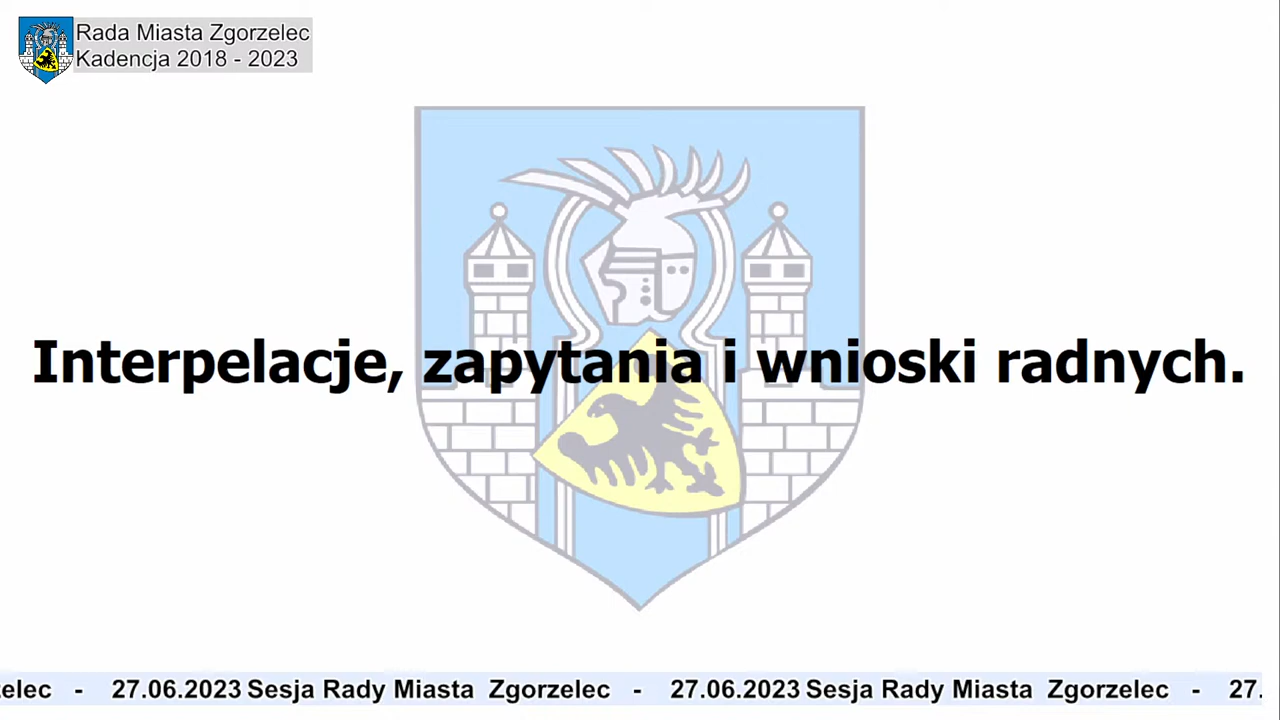 Rada Miasta Zgorzelec
Kadencja 2018 - 2023
Interpelacje, zapytania i wnioski radnych.
elec - 27.06.2023 Sesja Rady Miasta Zgorzelec - 27.06.2023 Sesja Rady Miasta Zgorzelec - 27.